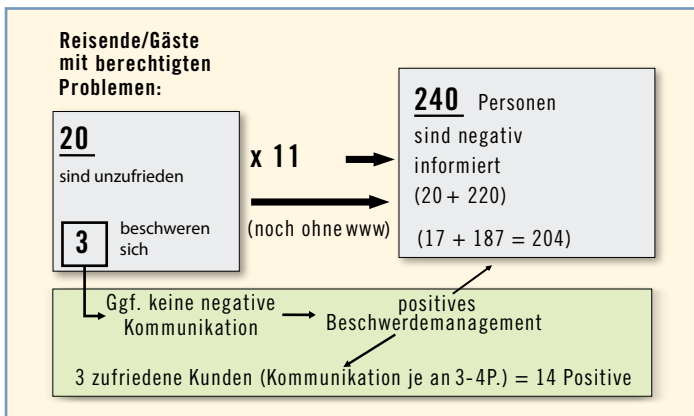 Reisende/Gäste
mit berechtigten
Problemen:
20
sind unzufrieden
3 beschweren
sich
x 11
(noch ohne www)
240 Personen
sind negativ
informiert
(20 + 220)
(17 + 187 = 204)
Ggf. keine negative
Kommunikation
positives
Beschwerdemanagement
3 zufriedene Kunden (Kommunikation je an 3-4P.) = 14 Positive